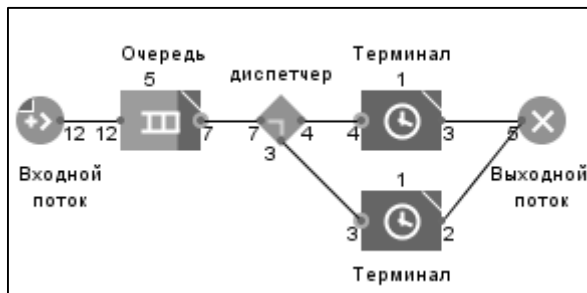 Очередь
Терминал
5
диспетчер
1
12 12
7 7
4 4
3 5
3
Входной
поток
1
Выходной
поток
3
2
Терминал